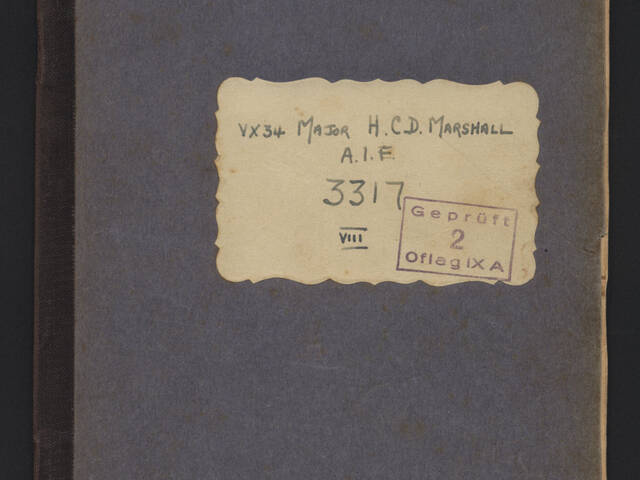 VX34 MAJOR H.C.D. MARSHALL
A.I.F.
3317
VIII
Geprüft
2
Oflag IX A